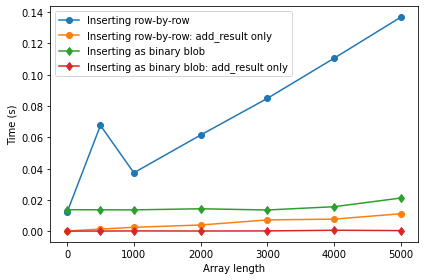 0.14
0.12
0.10
0.08
0.06
0.04
0.02
0.00
Time (s)
Inserting row-by-row
Inserting row-by-row: add_result only
Inserting as binary blob
Inserting as binary blob: add_result only
0 1000 2000 3000 4000 5000
Array length